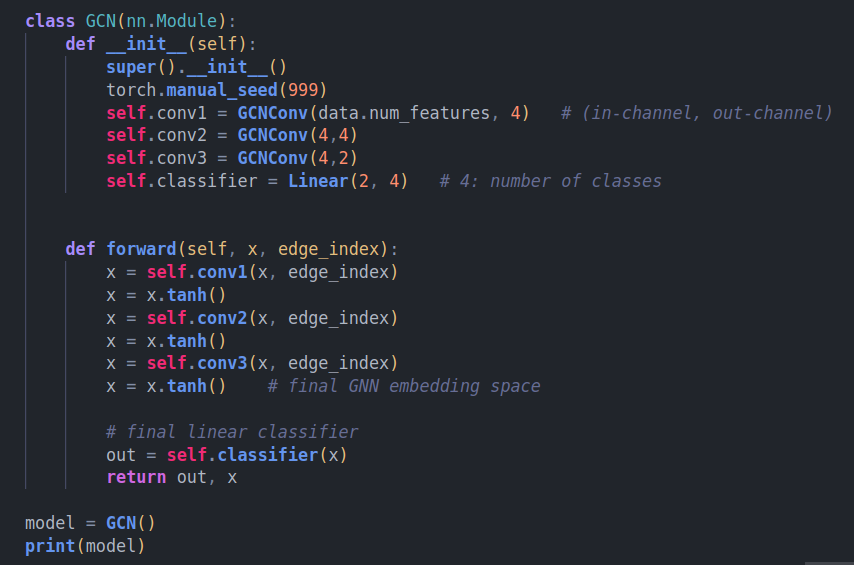 class GCN(nn.Module):
    def __init__(self):
        super().__init__()
        torch.manual_seed(999)
        self.conv1 = GCNConv(data.num_features, 4)   # (in-channel, out-channel)
        self.conv2 = GCNConv(4,4)
        self.conv3 = GCNConv(4,2)
        self.classifier = Linear(2, 4)   # 4: number of classes
    def forward(self, x, edge_index):
        x = self.conv1(x, edge_index)
        x = x.tanh()
        x = self.conv2(x, edge_index)
        x = x.tanh()
        x = self.conv3(x, edge_index)
        x = x.tanh()    # final GNN embedding space
        # final linear classifier
        out = self.classifier(x)
        return out, x
model = GCN()
print(model)